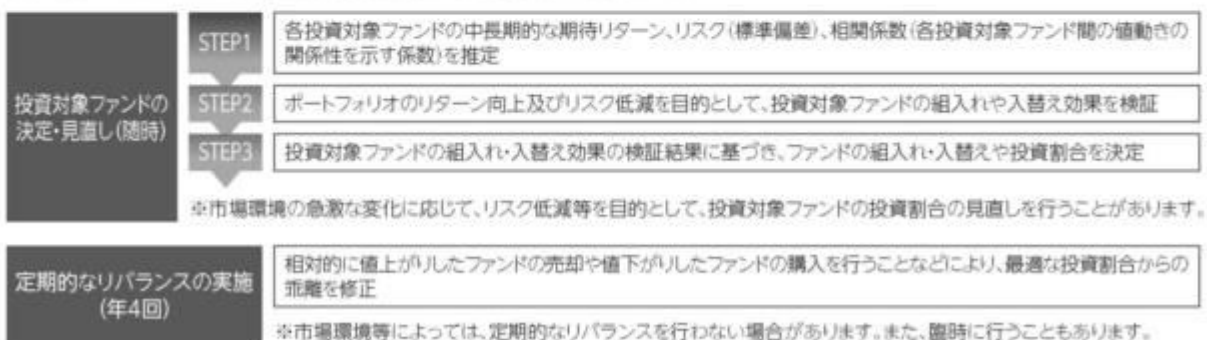 投資対象ファンドの
決定・見直し(随時)
STEP1
各投資対象ファンドの中長期的な期待リターン、リスク(標準偏差)、相関係数(各投資対象ファンド間の値動きの
関係性を示す係数)を推定
STEP2
ポートフォリオのリターン向上及びリスク低減を目的として、投資対象ファンドの組入れや入替え効果を検証
STEP3
投資対象ファンドの組入れ・入替え効果の検証結果に基づき、ファンドの組入れ・入替えや投資割合を決定
※市場環境の急激な変化に応じて、リスク低減等を目的として、投資対象ファンドの投資割合の見直しを行うことがあります。
定期的なリバランスの実施
(年4回)
相対的に値上がりしたファンドの売却や値下がりしたファンドの購入を行うことなどにより、最適な投資割合からの
乖離を修正
※市場環境等によっては、定期的なリバランスを行わない場合があります。また、臨時に行うこともあります。